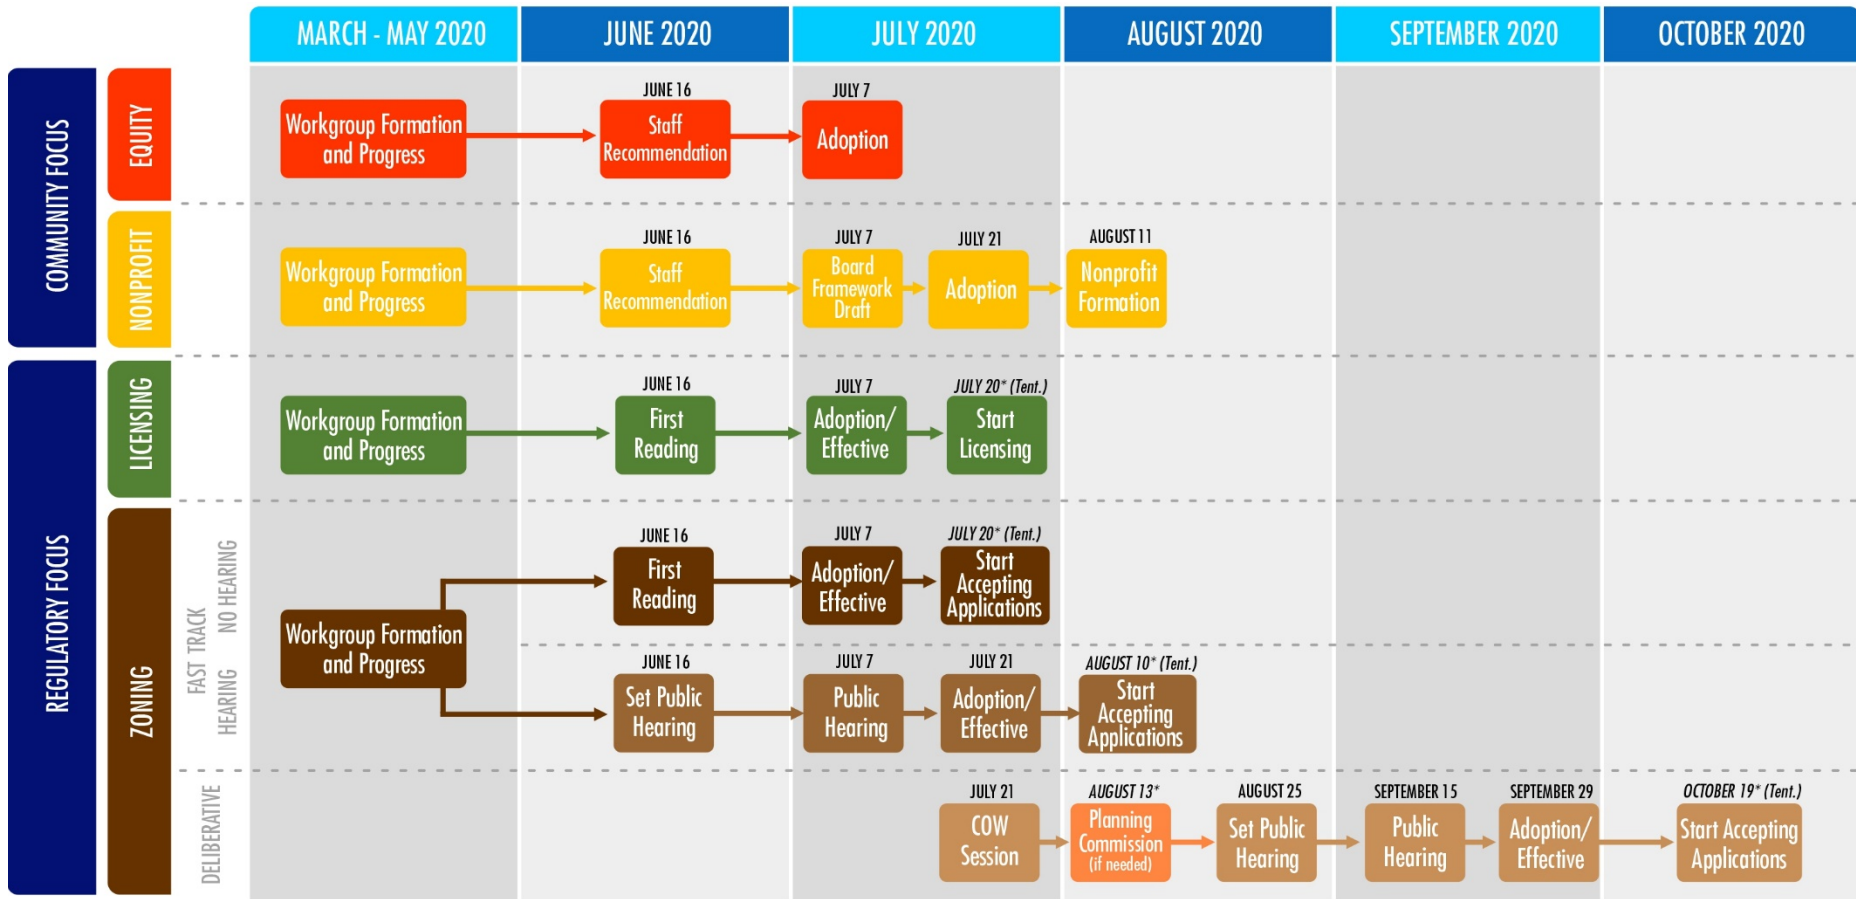 MARCH - MAY 2020
JUNE 2020
JULY 2020
AUGUST 2020
SEPTEMBER 2020
OCTOBER 2020
COMMUNITY FOCUS
EQUITY
Workgroup Formation
and Progress
JUNE 16
Staff
Recommendation
JULY 7
Adoption
NONPROFIT
Workgroup Formation
and Progress
JUNE 16
Staff
Recommendation
JULY 7
Board
Framework
Draft
JULY 21
Adoption
AUGUST 11
Nonprofit
Formation
REGULATORY FOCUS
LICENSING
Workgroup Formation
and Progress
JUNE 16
First
Reading
JULY 7
Adoption/
Effective
JULY 20* (Tent.)
Start
Licensing
ZONING
FAST TRACK
NO HEARING
Workgroup Formation
and Progress
JUNE 16
First
Reading
JULY 7
Adoption/
Effective
JULY 20* (Tent.)
Start
Accepting
Applications
HEARING
JUNE 16
Set Public
Hearing
JULY 7
Public
Hearing
JULY 21
Adoption/
Effective
AUGUST 10* (Tent.)
Start
Accepting
Applications
DELIBERATIVE
JULY 21
COW
Session
AUGUST 13*
Planning
Commission
(if needed)
AUGUST 25
Set Public
Hearing
SEPTEMBER 15
Public
Hearing
SEPTEMBER 29
Adoption/
Effective
OCTOBER 19* (Tent.)
Start Accepting
Applications